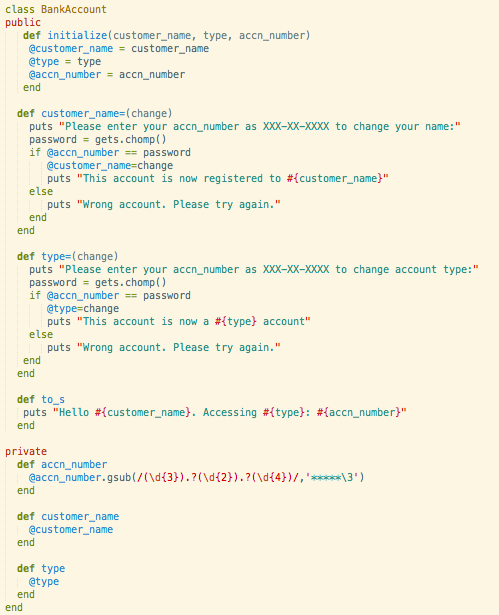 class BankAccount
public
   def initialize(customer_name, type, accn_number)
    @customer_name = customer_name
    @type = type
    @accn_number = accn_number
   end

  def customer_name=(change)
    puts "Please enter your accn_number as XXX-XX-XXXX to change your name:"
    password = gets.chomp()
    if @accn_number == password
       @customer_name=change
       puts "This account is now registered to #{customer_name}"
    else
       puts "Wrong account. Please try again."
    end
  end

  def type=(change)
    puts "Please enter your accn_number as XXX-XX-XXXX to change account type:"
    password = gets.chomp()
    if @accn_number == password
       @type=change
       puts "This account is now a #{type} account"
    else
       puts "Wrong account. Please try again."
   end
  end

  def to_s
   puts "Hello #{customer_name}. Accessing #{type}: #{accn_number}"
  end

private
  def accn_number
    @accn_number.gsub(/(\d{3}).?(\d{2}).?(\d{4})/,'*****\3')
  end

  def customer_name
    @customer_name
  end

  def type
    @type
  end
end